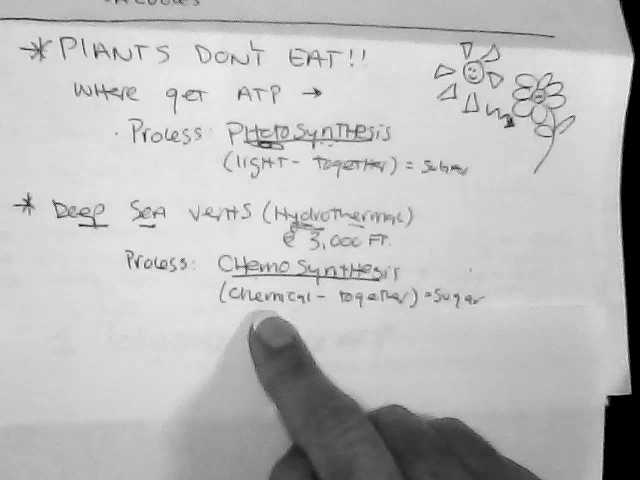 * PLANTS DON'T EAT!!
WHERE get ATP →
• Process: PHOTOSYNTHESIS
(light - together) = sugar
* Deep Sea Vents (Hydrothermal)
@ 3,000 FT.
Process: CHEMOSYNTHESIS
(chemical - together) = Sugar